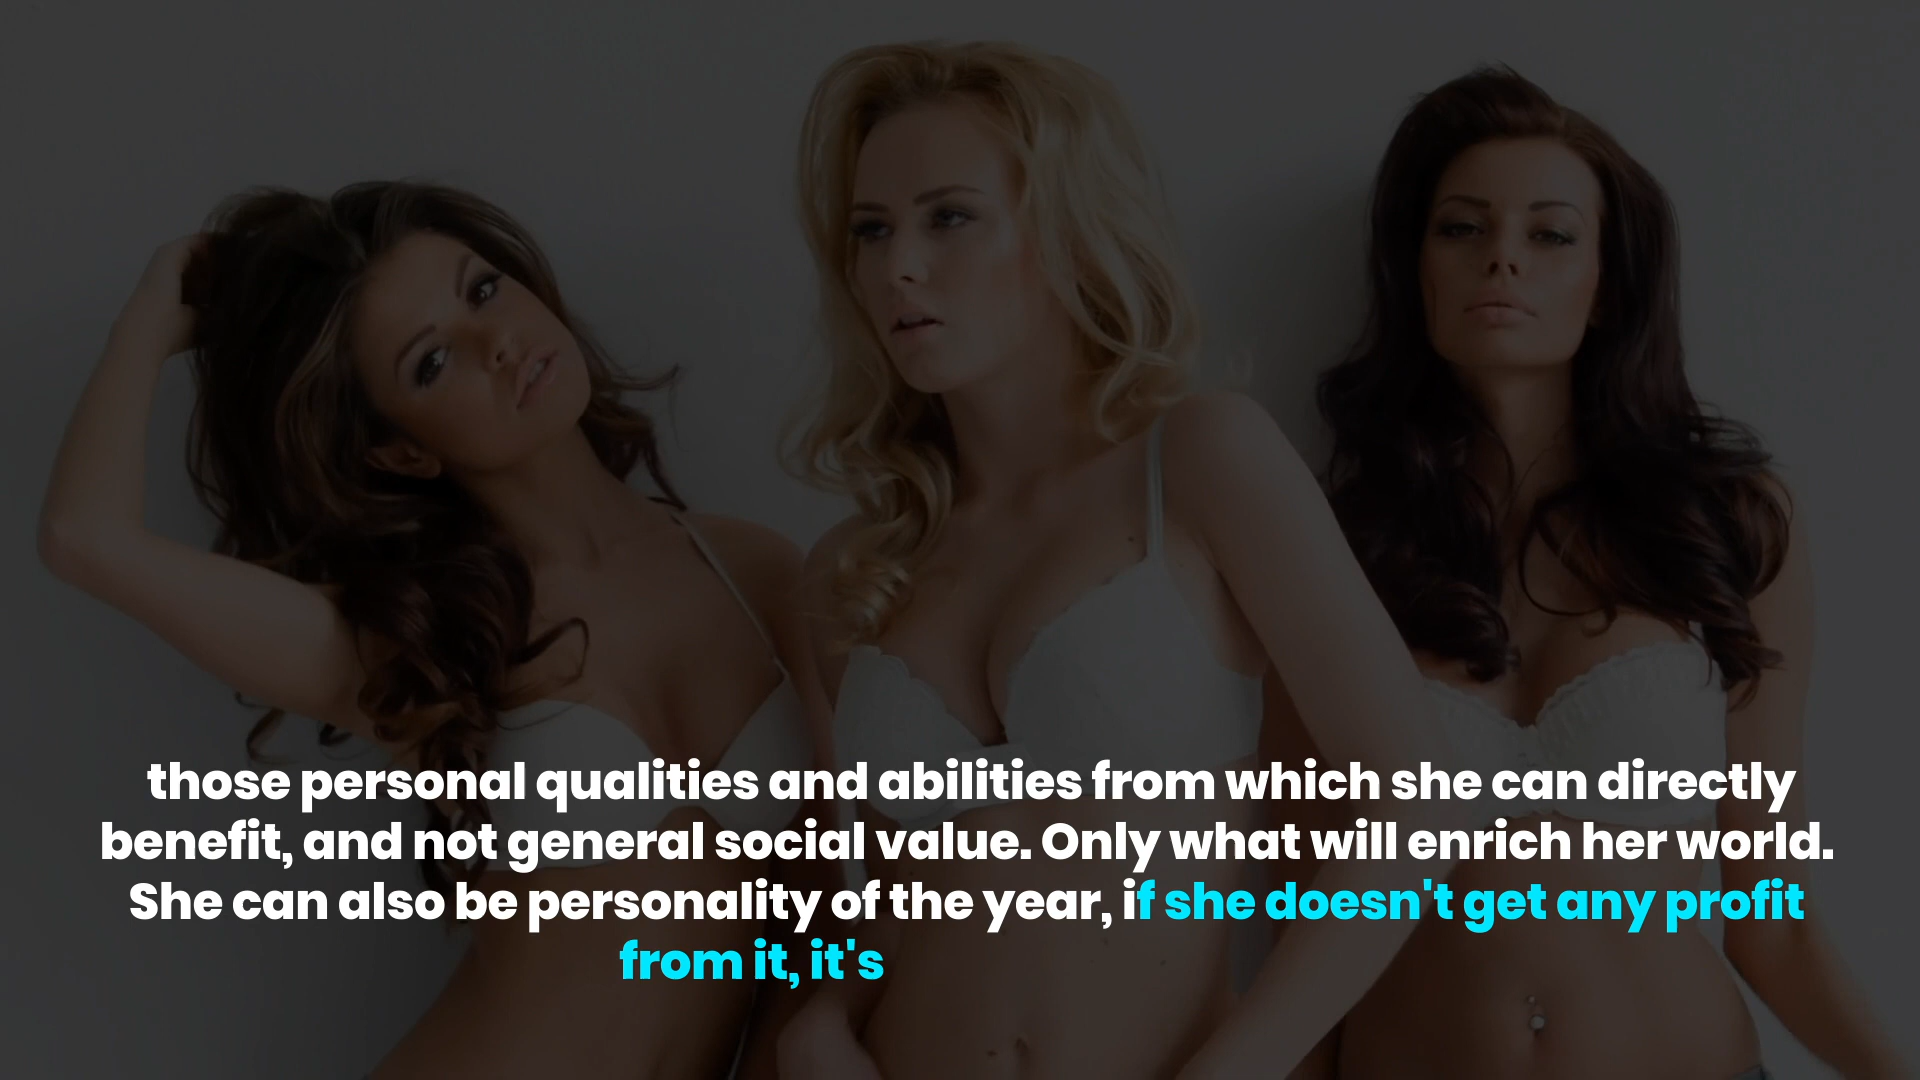 those personal qualities and abilities from which she can directly
benefit, and not general social value. Only what will enrich her world.
She can also be personality of the year, if she doesn't get any profit
from it, it's